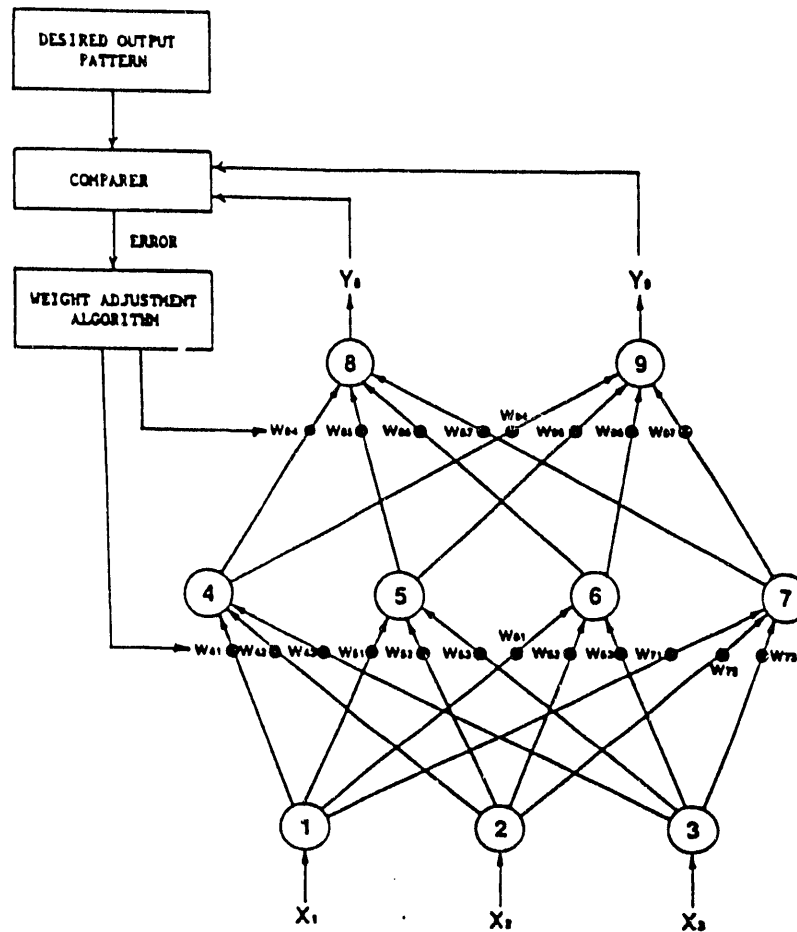 DESIRED OUTPUT
PATTERN
COMPARER
ERROR
WEIGHT ADJUSTMENT
ALGORITHM
Y₈ Y₉
8 9
W₈₄ W₈₅ W₈₆ W₈₇ W₉₄ W₉₅ W₉₆ W₉₇
4 5 6 7
W₄₁ W₄₂ W₄₃ W₅₁ W₅₂ W₅₃ W₆₁ W₆₂ W₆₃ W₇₁ W₇₂ W₇₃
1 2 3
X₁ X₂ X₃